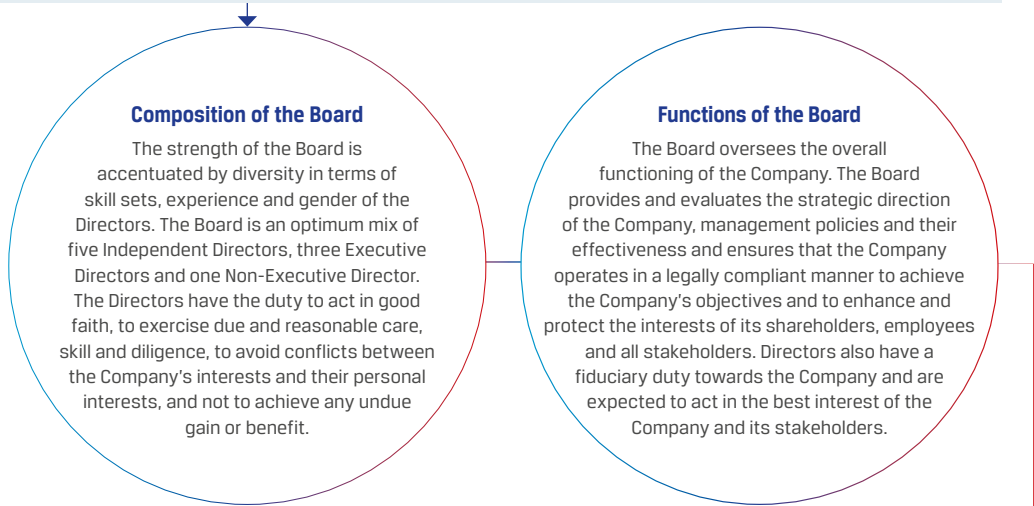 Composition of the Board
The strength of the Board is
accentuated by diversity in terms of
skill sets, experience and gender of the
Directors. The Board is an optimum mix of
five Independent Directors, three Executive
Directors and one Non-Executive Director.
The Directors have the duty to act in good
faith, to exercise due and reasonable care,
skill and diligence, to avoid conflicts between
the Company's interests and their personal
interests, and not to achieve any undue
gain or benefit.
Functions of the Board
The Board oversees the overall
functioning of the Company. The Board
provides and evaluates the strategic direction
of the Company, management policies and their
effectiveness and ensures that the Company
operates in a legally compliant manner to achieve
the Company's objectives and to enhance and
protect the interests of its shareholders, employees
and all stakeholders. Directors also have a
fiduciary duty towards the Company and are
expected to act in the best interest of the
Company and its stakeholders.